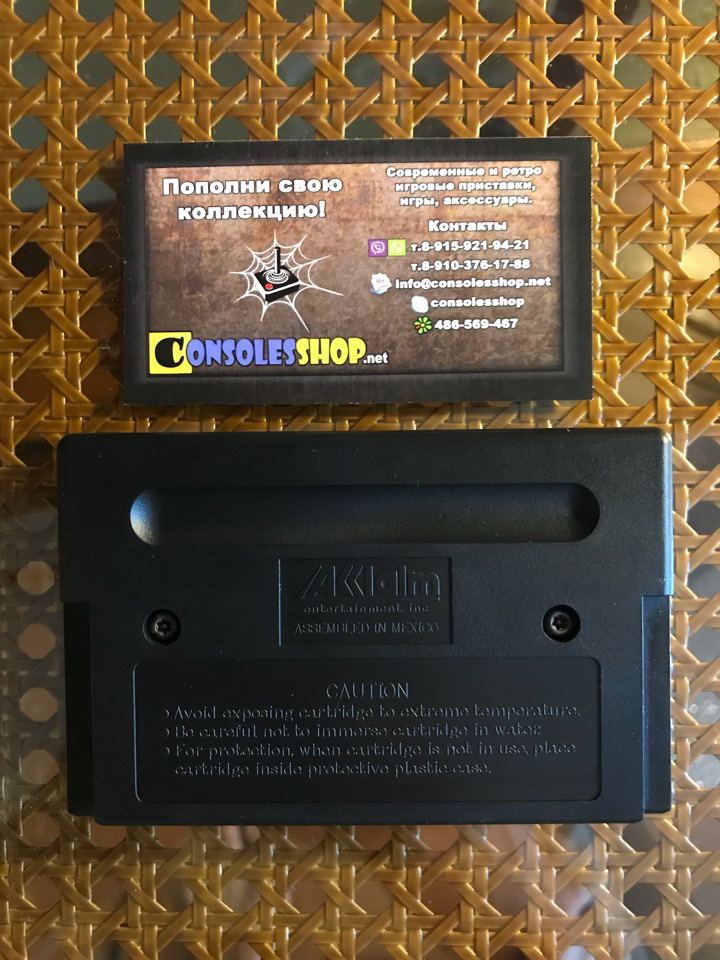 Пополни свою
коллекцию!
CONSOLESSHOP.net
Современные и ретро
игровые приставки,
игры, аксессуары.
Контакты
т.8-915-921-94-21
т.8-910-376-17-88
info@consolesshop.net
consolesshop
486-569-467
AKKlaim
entertainment, inc
ASSEMBLED IN MEXICO
CAUTION
• Avoid exposing cartridge to extreme temperature.
• Be careful not to immerse cartridge in water.
• For protection, when cartridge is not in use, place
cartridge inside protective plastic case.